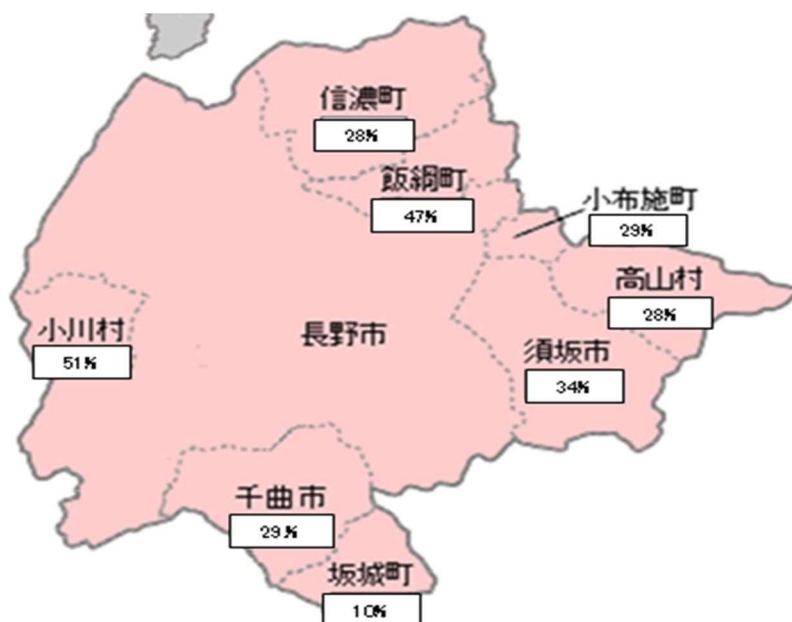 信濃町
28%
飯綱町
47%
小布施町
29%
高山村
28%
小川村
51%
長野市
須坂市
34%
千曲市
29%
坂城町
10%